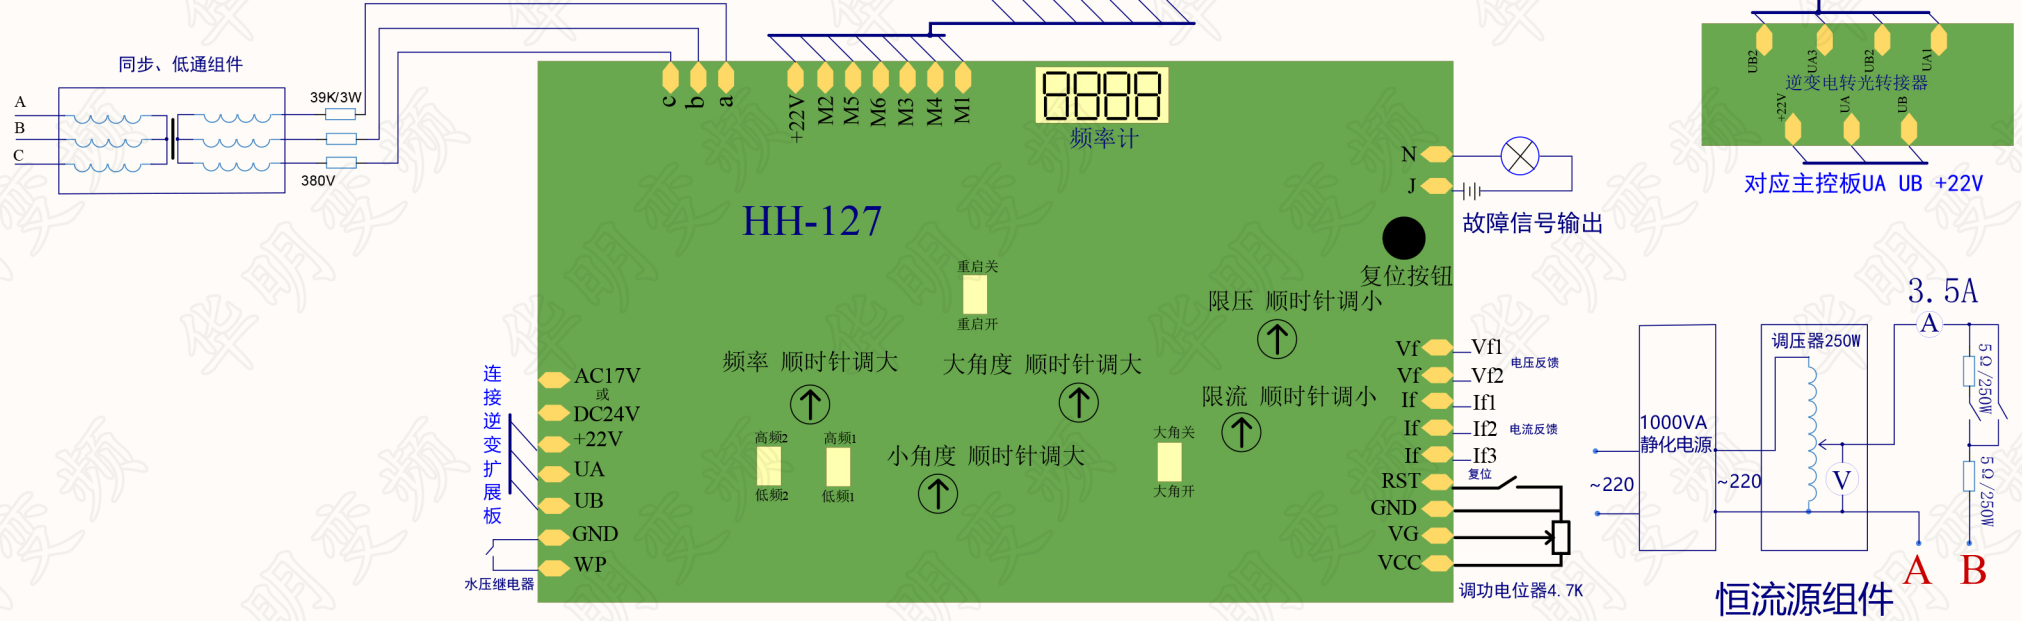 同步、低通组件
A
B
C
39K/3W
380V
c
b
a
+22V
M2
M5
M6
M3
M4
M1
频率计
HH-127
N
J
故障信号输出
复位按钮
重启关
重启开
限压 顺时针调小
频率 顺时针调大
大角度 顺时针调大
限流 顺时针调小
小角度 顺时针调大
高频2
低频2
高频1
低频1
大角关
大角开
连接逆变扩展板
AC17V
或
DC24V
+22V
UA
UB
GND
WP
水压继电器
Vf
Vf
If
If
If
RST
GND
VG
VCC
Vf1
Vf2
If1
If2
If3
电压反馈
电流反馈
复位
调功电位器4.7K
UB2
UA3
UB2
UA1
逆变电转光转接器
+22V
UA
UB
对应主控板UA UB +22V
3.5A
A
调压器250W
1000VA
静化电源
~220
~220
V
5Ω/250W
5Ω/250W
A
B
恒流源组件
华明变频